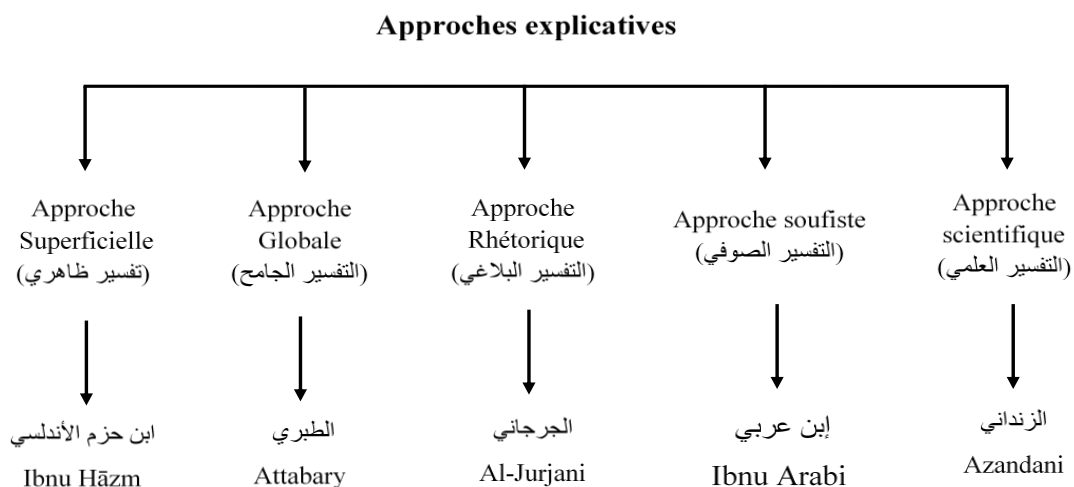 Approches explicatives
Approche
Superficielle
(تفسير ظاهري)
Approche
Globale
(التفسير الجامح)
Approche
Rhétorique
(التفسير البلاغي)
Approche soufiste
(التفسير الصوفي)
Approche
scientifique
(التفسير العلمي)
ابن حزم الأندلسي
Ibnu Hāzm
الطبري
Attabary
الجرجاني
Al-Jurjani
إبن عربي
Ibnu Arabi
الزنداني
Azandani